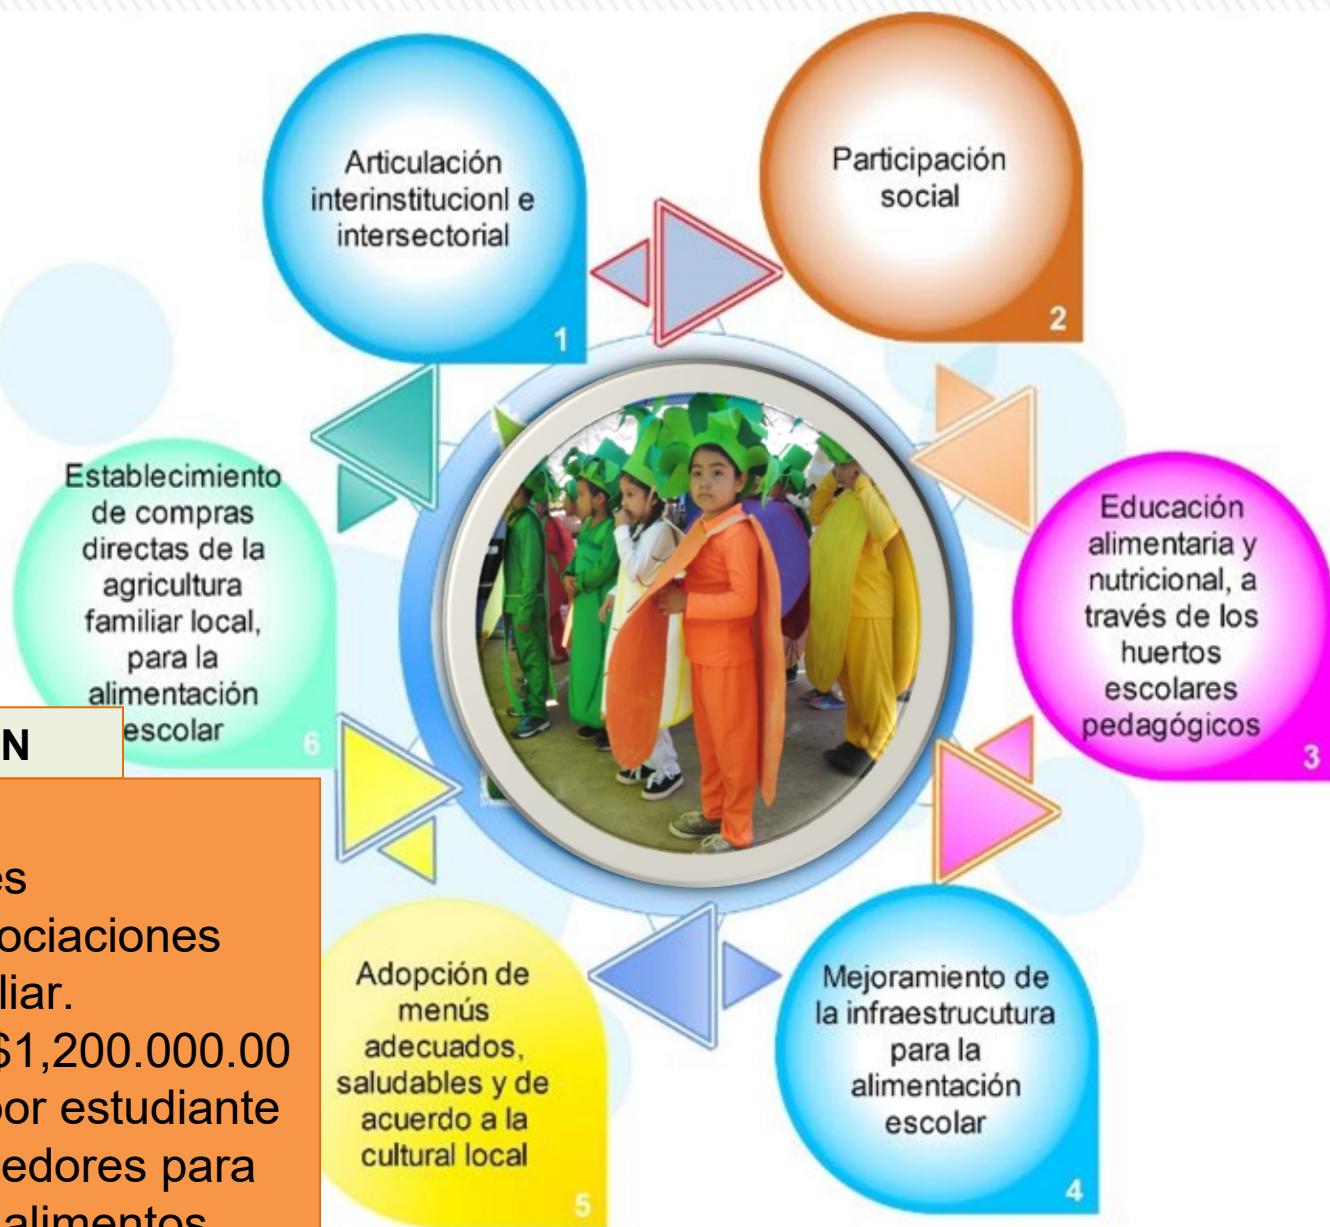 Articulación
interinstitucionl e
intersectorial
1
Participación
social
2
Educación
alimentaria y
nutricional, a
través de los
huertos
escolares
pedagógicos
3
Mejoramiento de
la infraestrucutura
para la
alimentación
escolar
4
Adopción de
menús
adecuados,
saludables y de
acuerdo a la
cultural local
5
Establecimiento
de compras
directas de la
agricultura
familiar local,
para la
alimentación
escolar
6
N
es
ociaciones
liar.
$1,200.000.00
por estudiante
edores para
alimentos